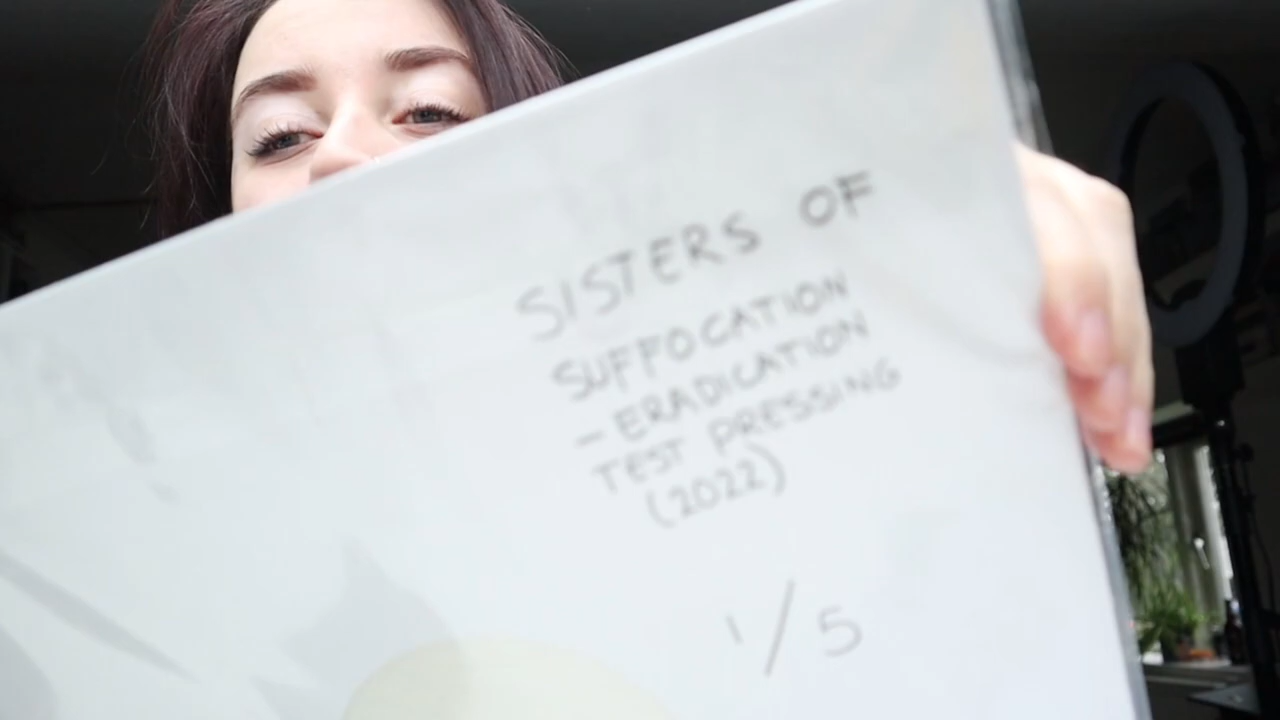 SISTERS OF
SUFFOCATION
- ERADICATION
TEST PRESSING
(2022)
1/5